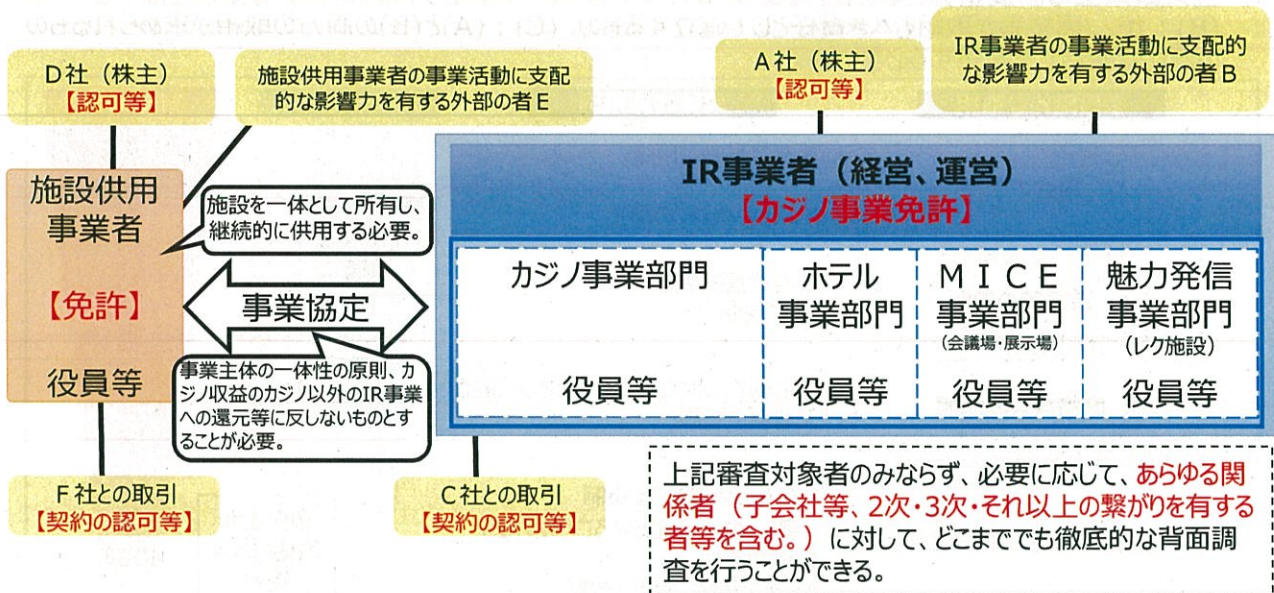 D社（株主）
【認可等】
施設供用事業者の事業活動に支配
的な影響力を有する外部の者E
A社（株主）
【認可等】
IR事業者の事業活動に支配的
な影響力を有する外部の者B
施設供用
事業者
【免許】
役員等
施設を一体として所有し、
継続的に供用する必要。
事業協定
事業主体の一体性の原則、カ
ジノ収益のカジノ以外のIR事業
への還元等に反しないものとす
ることが必要。
IR事業者（経営、運営）
【カジノ事業免許】
カジノ事業部門
役員等
ホテル
事業部門
役員等
ＭＩＣＥ
事業部門
(会議場・展示場)
役員等
魅力発信
事業部門
(レク施設)
役員等
F社との取引
【契約の認可等】
C社との取引
【契約の認可等】
上記審査対象者のみならず、必要に応じて、あらゆる関
係者（子会社等、2次・3次・それ以上の繋がりを有する
者等を含む。）に対して、どこまででも徹底的な背面調
査を行うことができる。